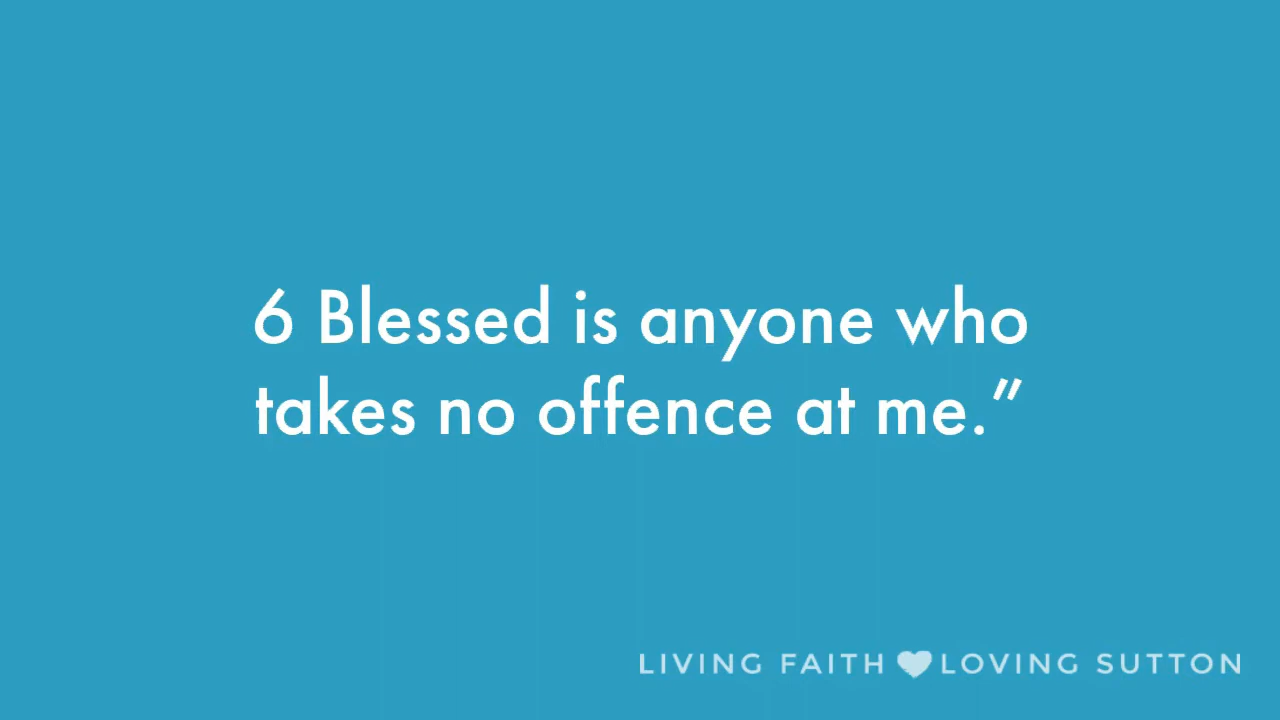 6 Blessed is anyone who
takes no offence at me.”
LIVING FAITH LOVING SUTTON